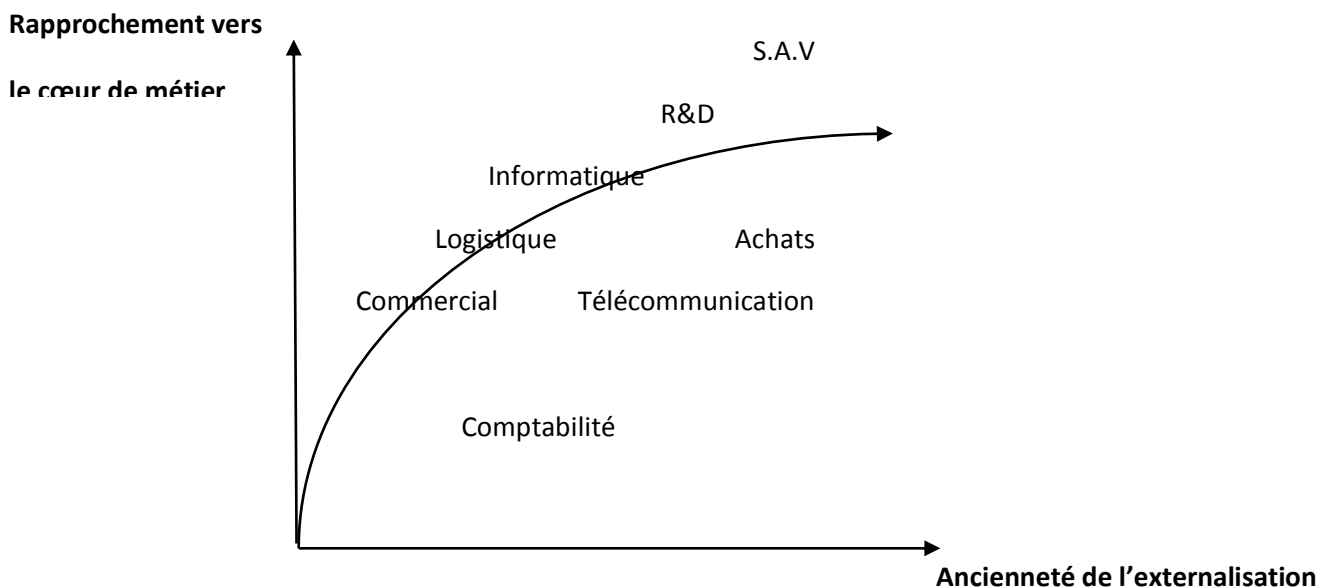 Rapprochement vers
le cœur de métier
S.A.V
R&D
Informatique
Logistique
Achats
Commercial
Télécommunication
Comptabilité
Ancienneté de l’externalisation